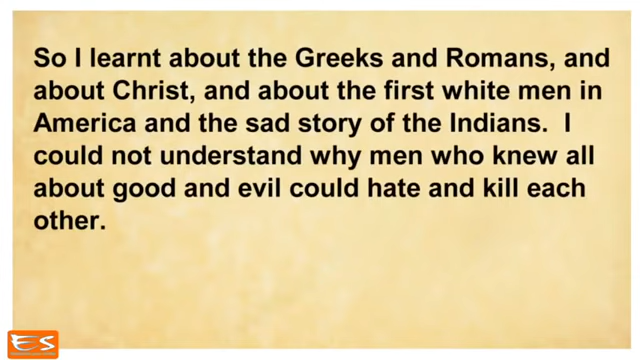 So I learnt about the Greeks and Romans, and
about Christ, and about the first white men in
America and the sad story of the Indians.  I
could not understand why men who knew all
about good and evil could hate and kill each
other.
ES